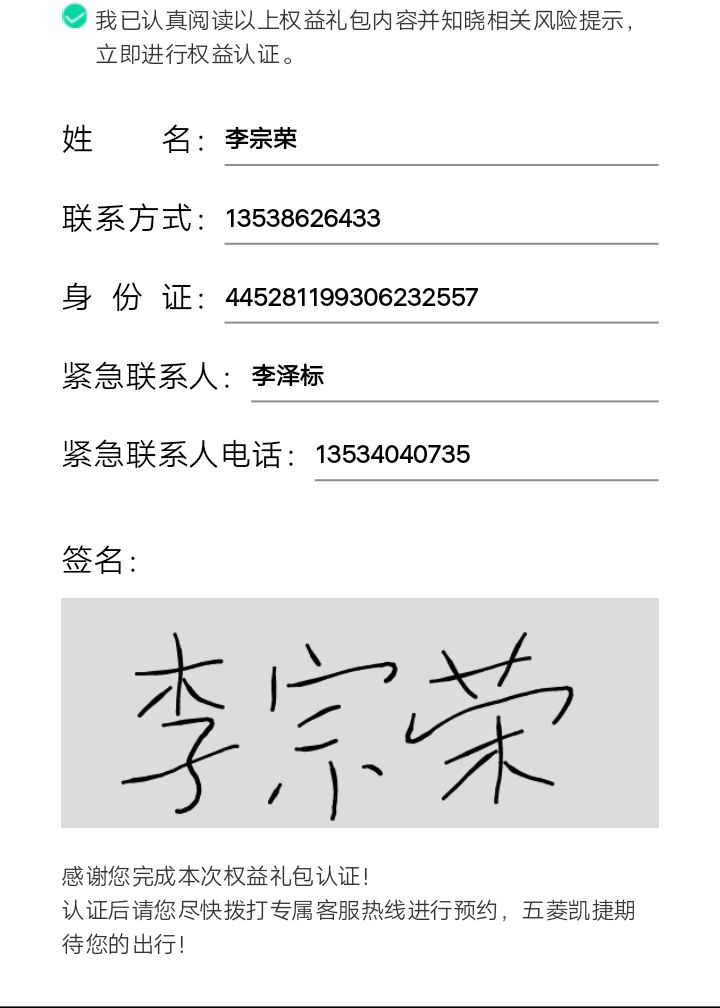 我已认真阅读以上权益礼包内容并知晓相关风险提示，
立即进行权益认证。
姓 名：李宗荣
联系方式：13538626433
身 份 证：445281199306232557
紧急联系人：李泽标
紧急联系人电话：13534040735
签名：
李宗荣
感谢您完成本次权益礼包认证！
认证后请您尽快拨打专属客服热线进行预约，五菱凯捷期
待您的出行！